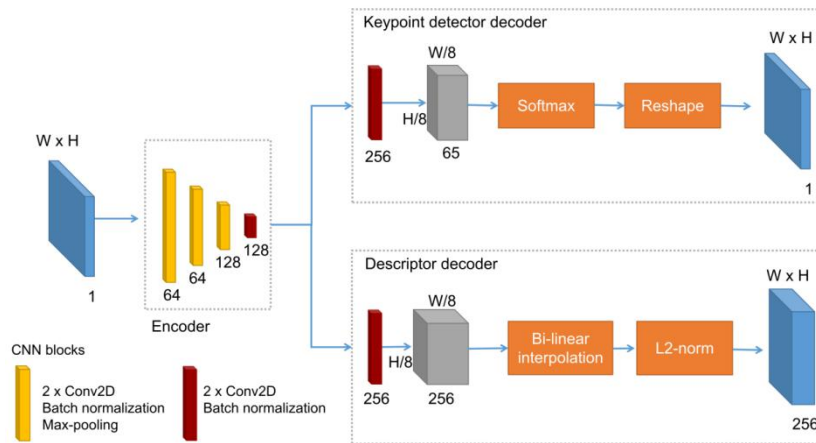 Keypoint detector decoder
W x H
W/8
H/8
256
65
Softmax
Reshape
1
W x H
1
64
64
128
128
Encoder
Descriptor decoder
W x H
W/8
H/8
256
256
Bi-linear
interpolation
L2-norm
256
CNN blocks
2 x Conv2D
Batch normalization
Max-pooling
2 x Conv2D
Batch normalization